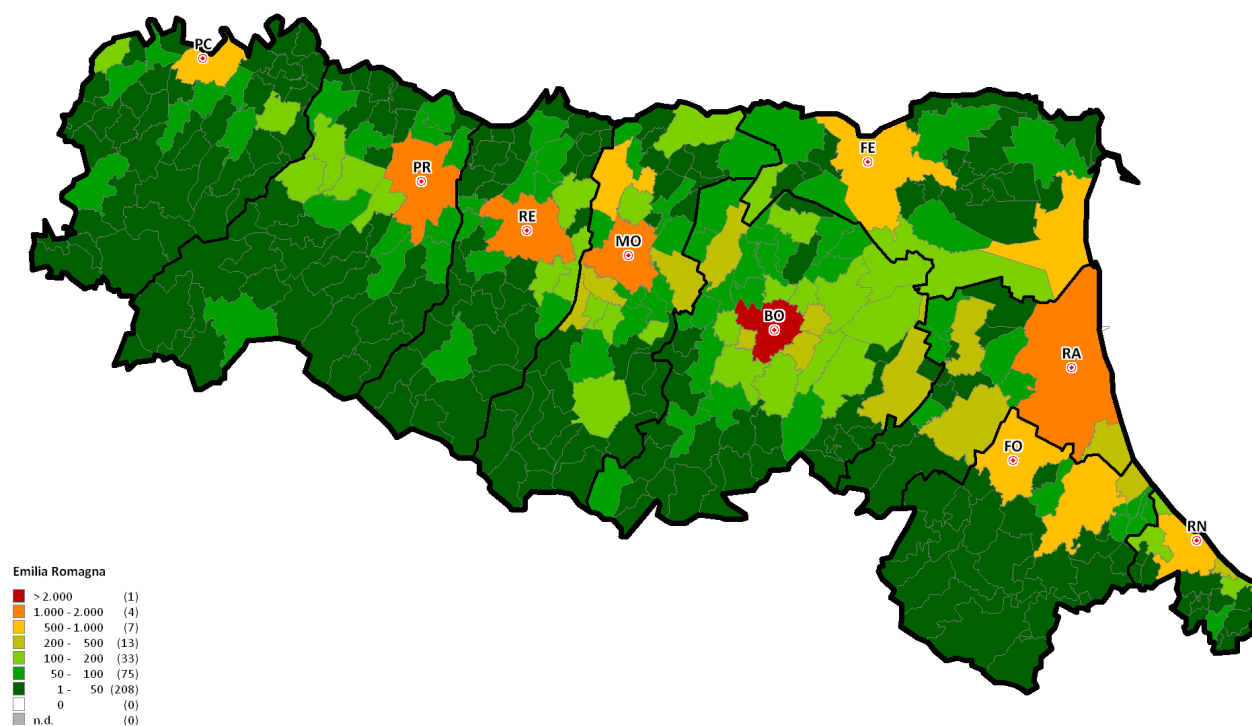 PC
FE
PR
RE
MO
BO
RA
FO
RN
Emilia Romagna
> 2.000 (1)
1.000 - 2.000 (4)
500 - 1.000 (7)
200 - 500 (13)
100 - 200 (33)
50 - 100 (75)
1 - 50 (208)
0 (0)
n.d. (0)